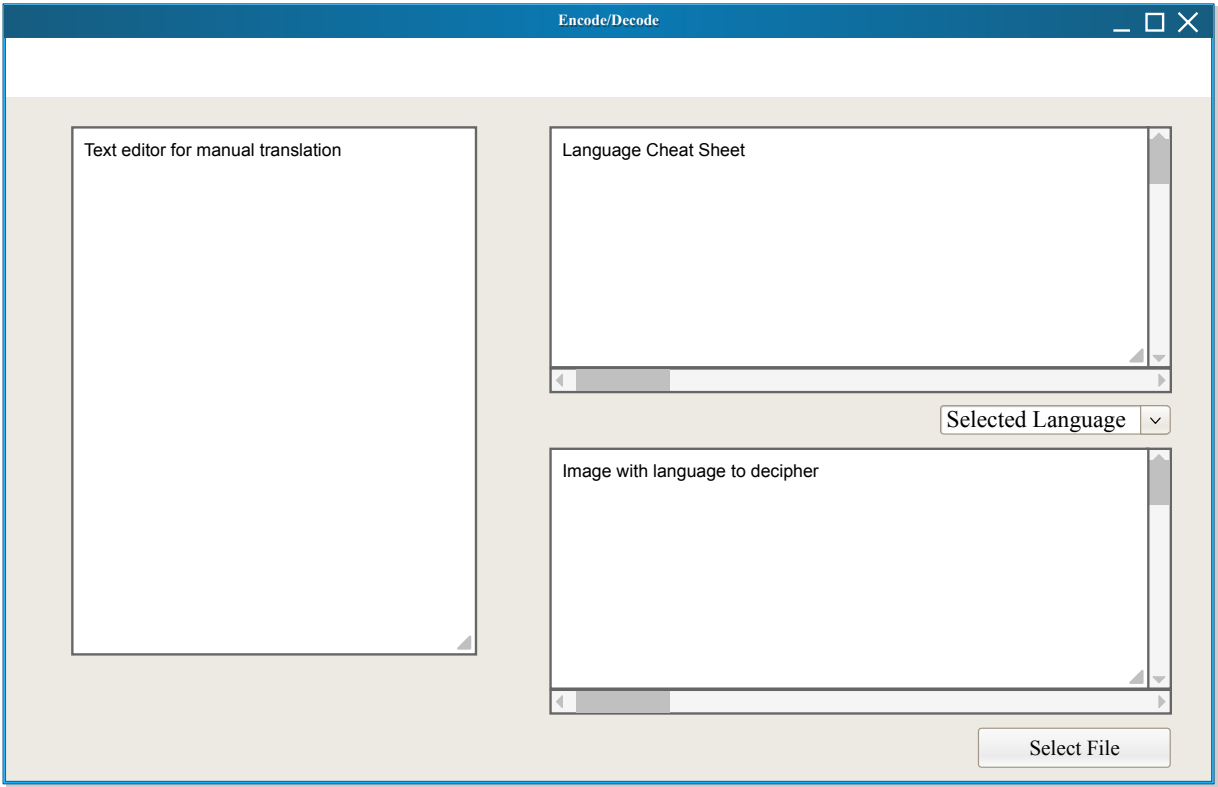 Encode/Decode
Text editor for manual translation
Language Cheat Sheet
Selected Language
Image with language to decipher
Select File